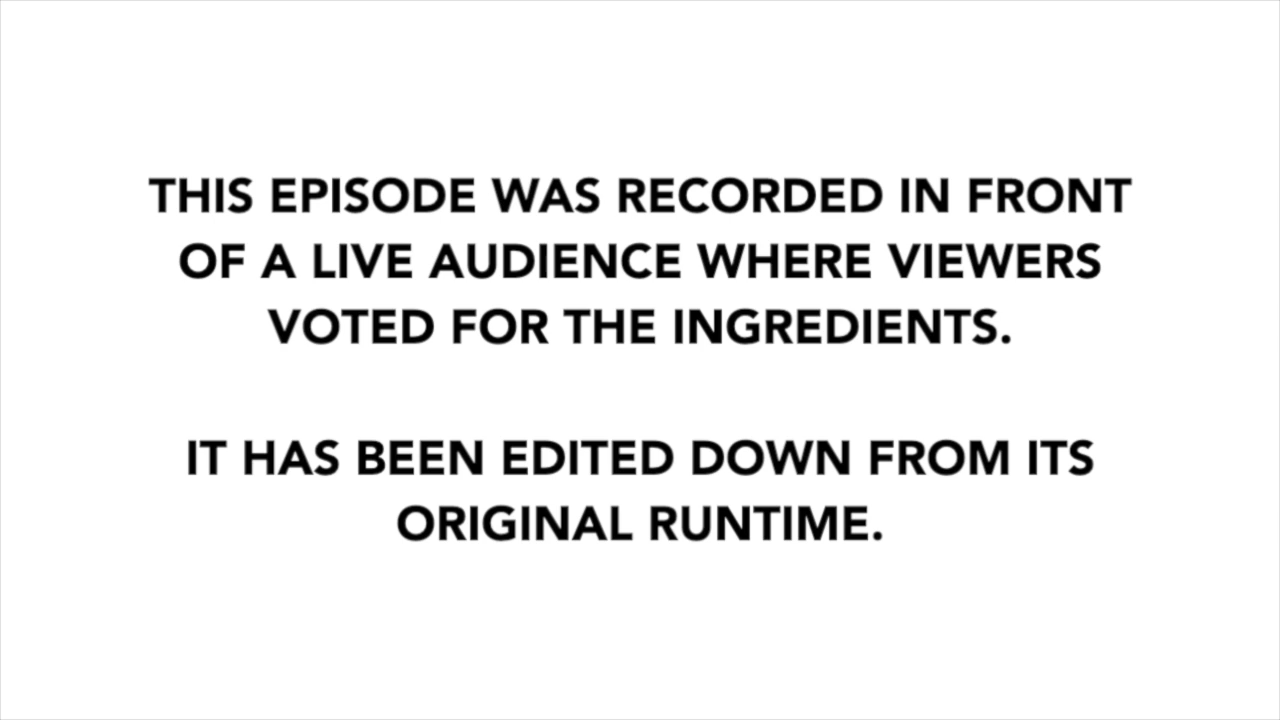 THIS EPISODE WAS RECORDED IN FRONT
OF A LIVE AUDIENCE WHERE VIEWERS
VOTED FOR THE INGREDIENTS.
IT HAS BEEN EDITED DOWN FROM ITS
ORIGINAL RUNTIME.